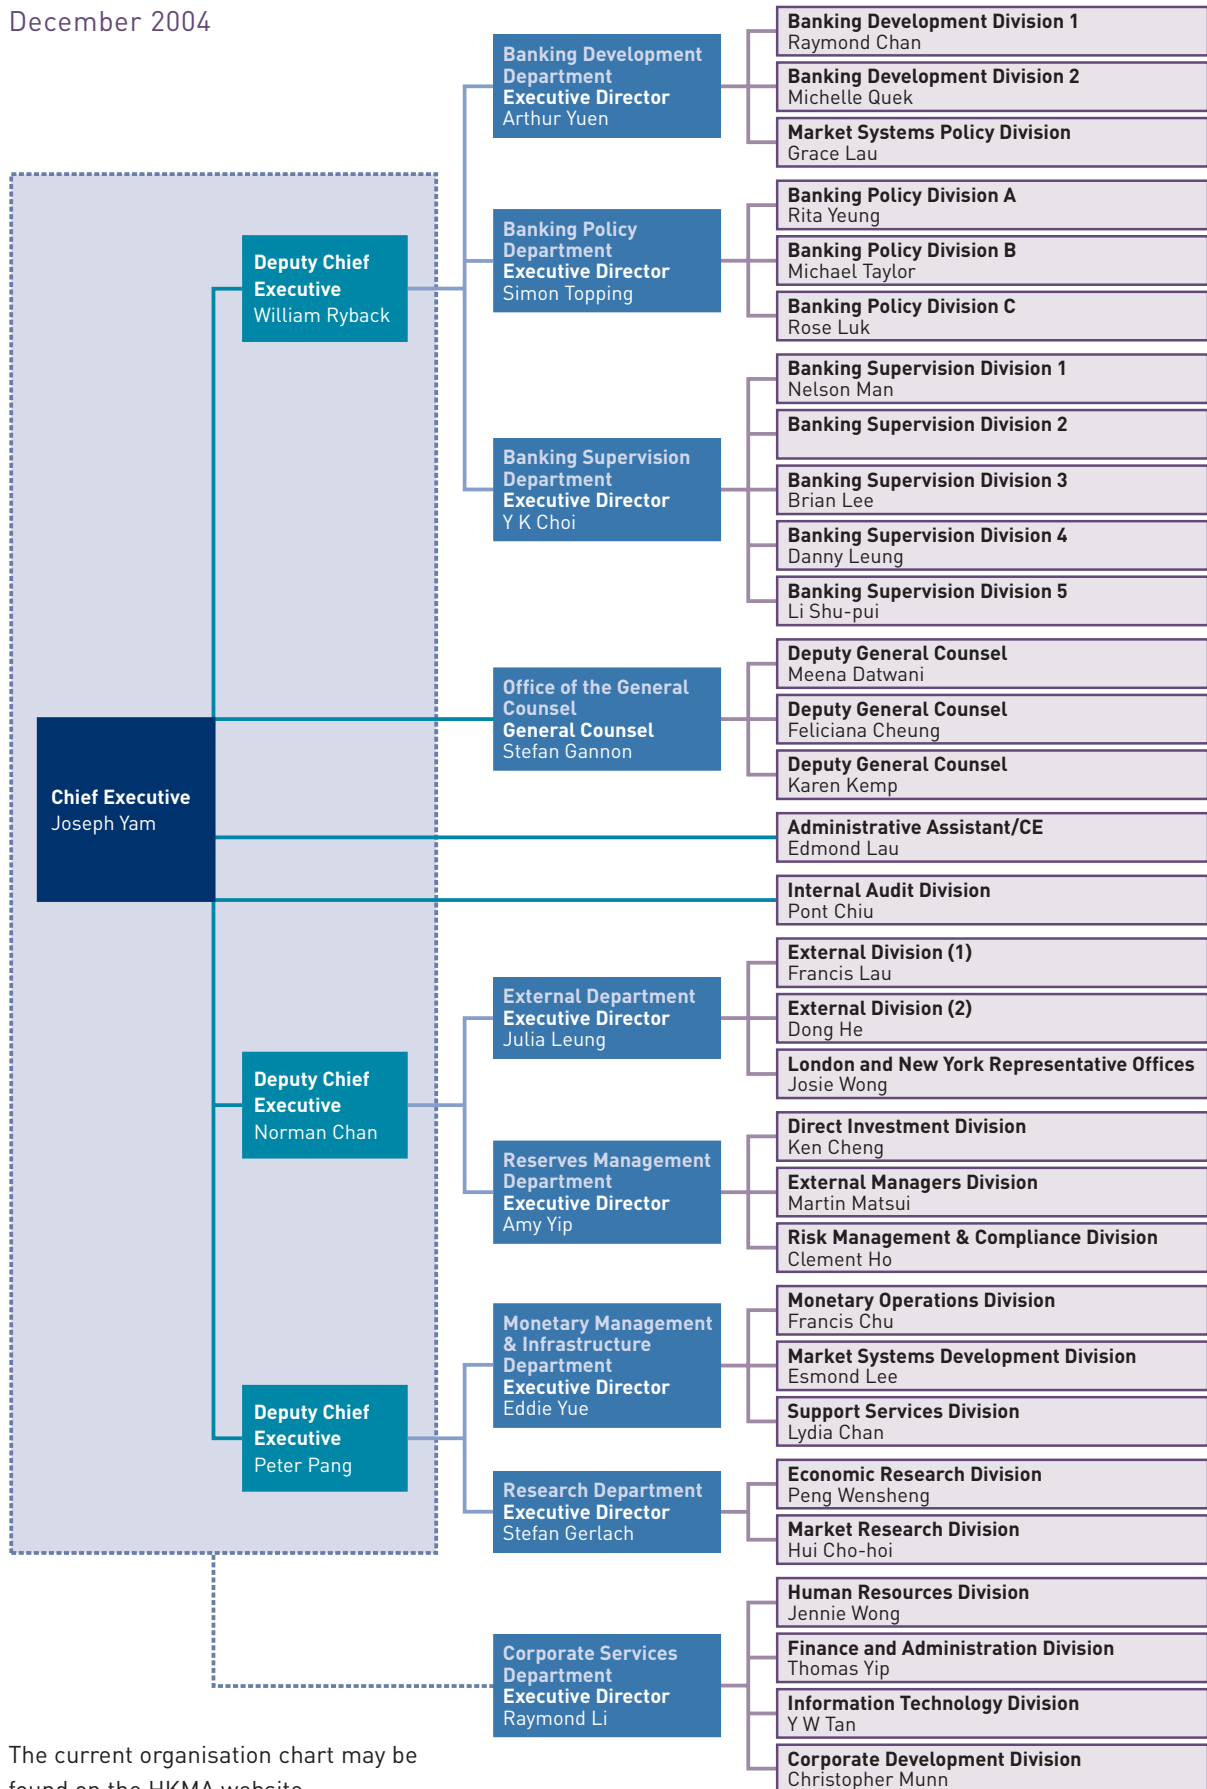 December 2004
Chief Executive
Joseph Yam
Deputy Chief
Executive
William Ryback
Banking Development
Department
Executive Director
Arthur Yuen
Banking Development Division 1
Raymond Chan
Banking Development Division 2
Michelle Quek
Market Systems Policy Division
Grace Lau
Banking Policy
Department
Executive Director
Simon Topping
Banking Policy Division A
Rita Yeung
Banking Policy Division B
Michael Taylor
Banking Policy Division C
Rose Luk
Banking Supervision
Department
Executive Director
Y K Choi
Banking Supervision Division 1
Nelson Man
Banking Supervision Division 2
Banking Supervision Division 3
Brian Lee
Banking Supervision Division 4
Danny Leung
Banking Supervision Division 5
Li Shu-pui
Office of the General
Counsel
General Counsel
Stefan Gannon
Deputy General Counsel
Meena Datwani
Deputy General Counsel
Feliciana Cheung
Deputy General Counsel
Karen Kemp
Administrative Assistant/CE
Edmond Lau
Internal Audit Division
Pont Chiu
Deputy Chief
Executive
Norman Chan
External Department
Executive Director
Julia Leung
External Division (1)
Francis Lau
External Division (2)
Dong He
London and New York Representative Offices
Josie Wong
Reserves Management
Department
Executive Director
Amy Yip
Direct Investment Division
Ken Cheng
External Managers Division
Martin Matsui
Risk Management & Compliance Division
Clement Ho
Deputy Chief
Executive
Peter Pang
Monetary Management
& Infrastructure
Department
Executive Director
Eddie Yue
Monetary Operations Division
Francis Chu
Market Systems Development Division
Esmond Lee
Support Services Division
Lydia Chan
Research Department
Executive Director
Stefan Gerlach
Economic Research Division
Peng Wensheng
Market Research Division
Hui Cho-hoi
Corporate Services
Department
Executive Director
Raymond Li
Human Resources Division
Jennie Wong
Finance and Administration Division
Thomas Yip
Information Technology Division
Y W Tan
Corporate Development Division
Christopher Munn
The current organisation chart may be
found on the HKMA website